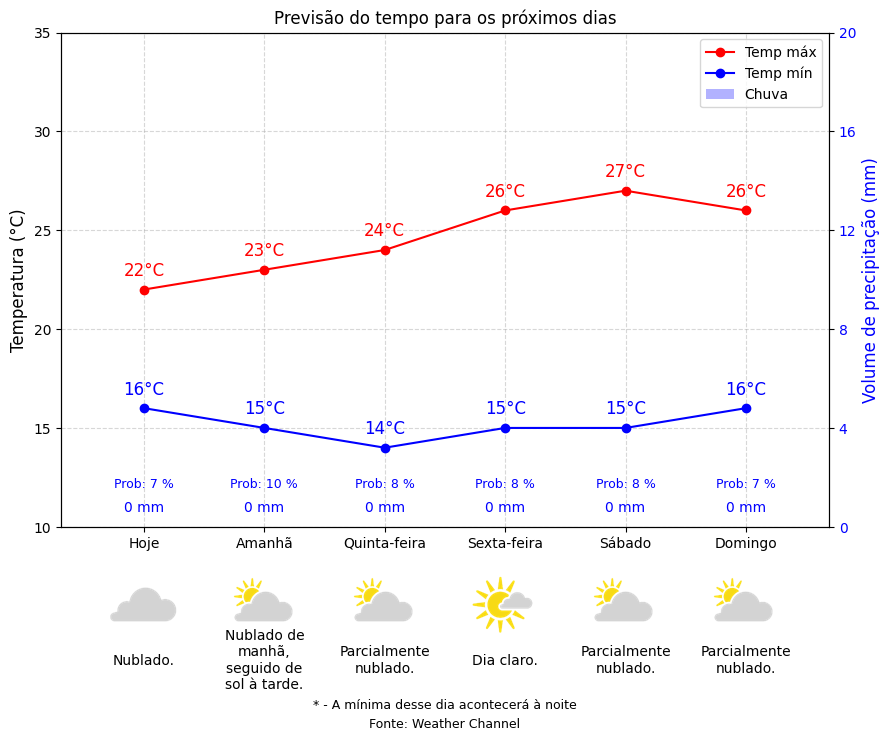 Previsão do tempo para os próximos dias
35
30
25
20
15
10
Temperatura (°C)
20
16
12
8
4
0
Volume de precipitação (mm)
Temp máx
Temp mín
Chuva
22°C
23°C
24°C
26°C
27°C
26°C
16°C
15°C
14°C
15°C
15°C
16°C
Prob: 7 %
Prob: 10 %
Prob: 8 %
Prob: 8 %
Prob: 8 %
Prob: 7 %
0 mm
0 mm
0 mm
0 mm
0 mm
0 mm
Hoje
Amanhã
Quinta-feira
Sexta-feira
Sábado
Domingo
Nublado.
Nublado de
manhã,
seguido de
sol à tarde.
Parcialmente
nublado.
Dia claro.
Parcialmente
nublado.
Parcialmente
nublado.
* - A mínima desse dia acontecerá à noite
Fonte: Weather Channel